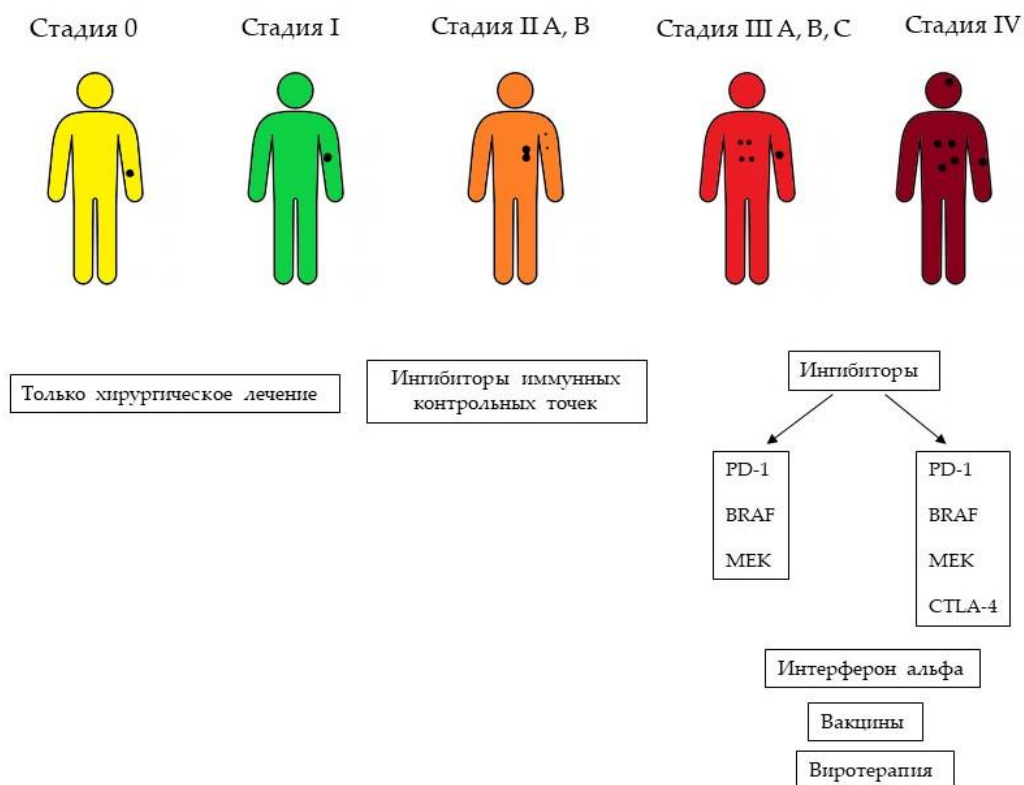 Стадия 0
Стадия I
Стадия II A, B
Стадия III A, B, C
Стадия IV
Только хирургическое лечение
Ингибиторы иммунных
контрольных точек
Ингибиторы
PD-1
BRAF
MEK
PD-1
BRAF
MEK
CTLA-4
Интерферон альфа
Вакцины
Виротерапия